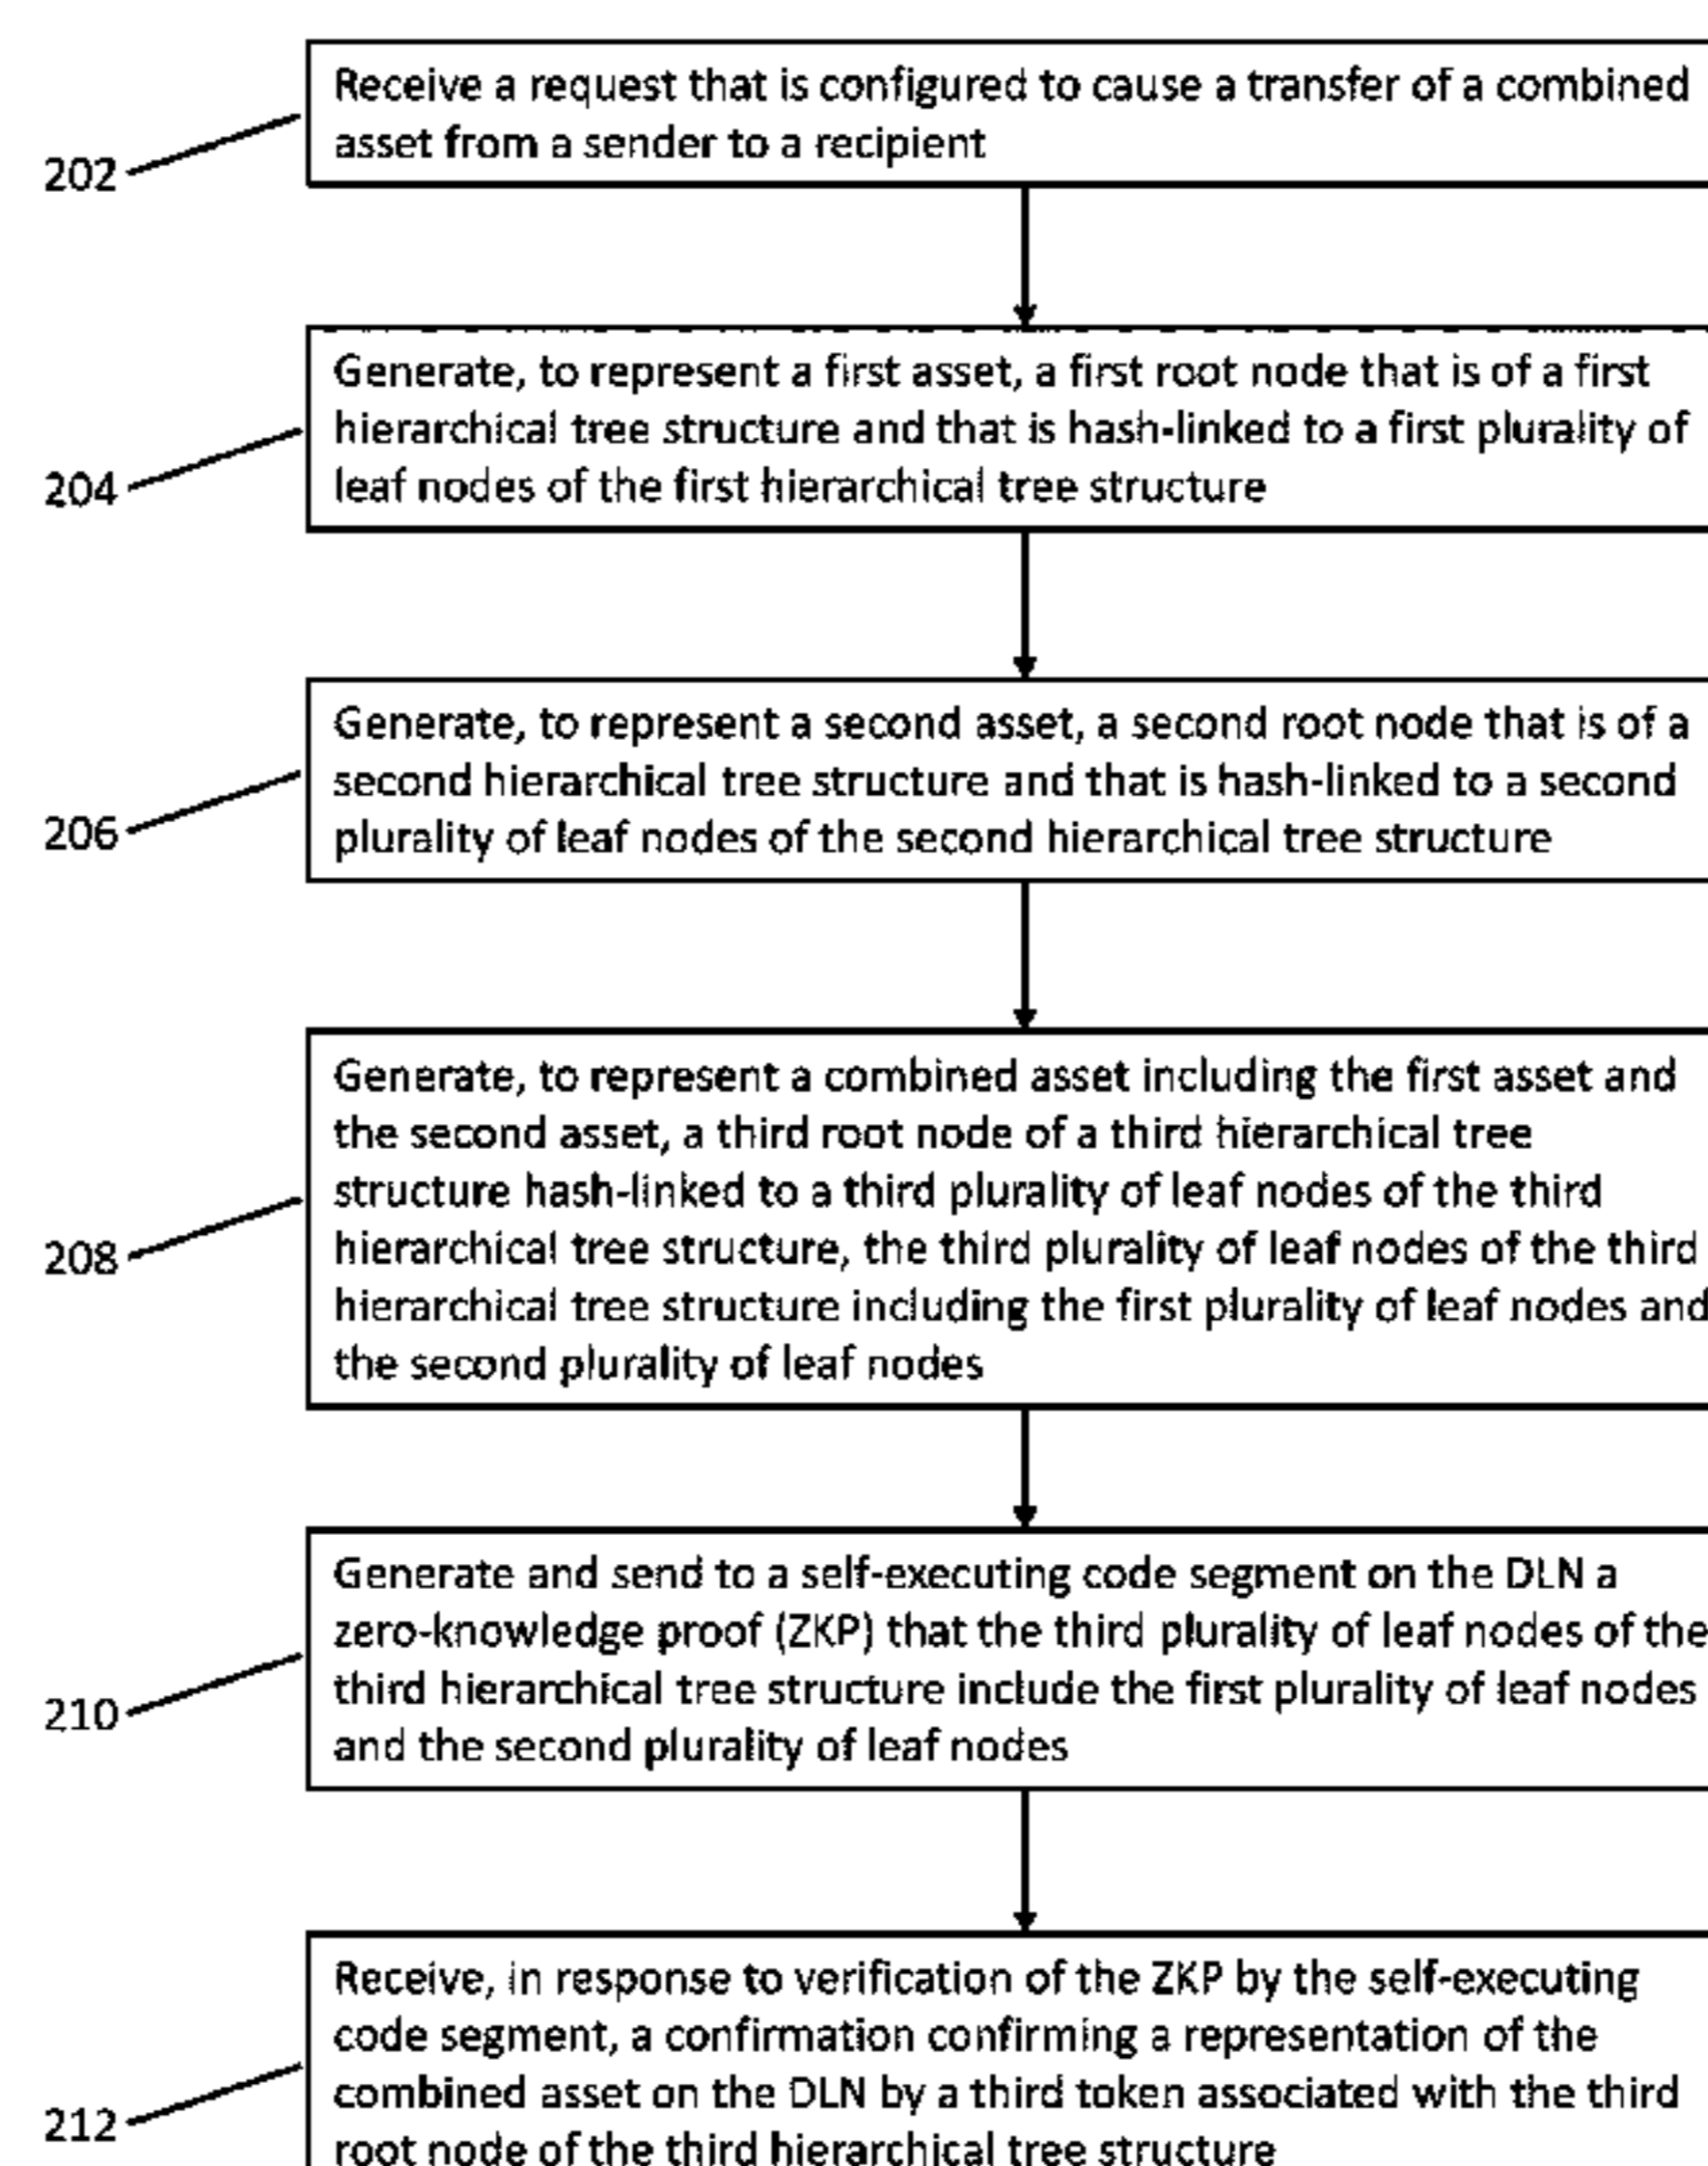 Receive a request that is configured to cause a transfer of a combined
asset from a sender to a recipient
202
Generate, to represent a first asset, a first root node that is of a first
hierarchical tree structure and that is hash-linked to a first plurality of
leaf nodes of the first hierarchical tree structure
204
Generate, to represent a second asset, a second root node that is of a
second hierarchical tree structure and that is hash-linked to a second
plurality of leaf nodes of the second hierarchical tree structure
206
Generate, to represent a combined asset including the first asset and
the second asset, a third root node of a third hierarchical tree
structure hash-linked to a third plurality of leaf nodes of the third
hierarchical tree structure, the third plurality of leaf nodes of the third
hierarchical tree structure including the first plurality of leaf nodes and
the second plurality of leaf nodes
208
Generate and send to a self-executing code segment on the DLN a
zero-knowledge proof (ZKP) that the third plurality of leaf nodes of the
third hierarchical tree structure include the first plurality of leaf nodes
and the second plurality of leaf nodes
210
Receive, in response to verification of the ZKP by the self-executing
code segment, a confirmation confirming a representation of the
combined asset on the DLN by a third token associated with the third
root node of the third hierarchical tree structure
212